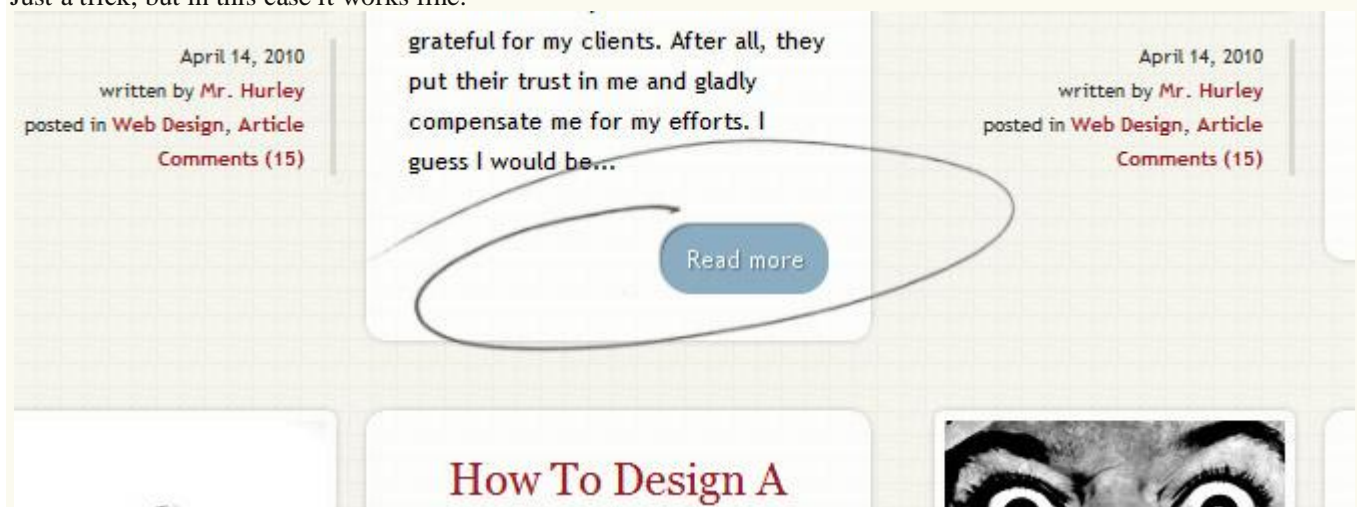 Just a trick, but in this case it works fine.
April 14, 2010
written by Mr. Hurley
posted in Web Design, Article
Comments (15)
grateful for my clients. After all, they
put their trust in me and gladly
compensate me for my efforts. I
guess I would be...
Read more
April 14, 2010
written by Mr. Hurley
posted in Web Design, Article
Comments (15)
How To Design A